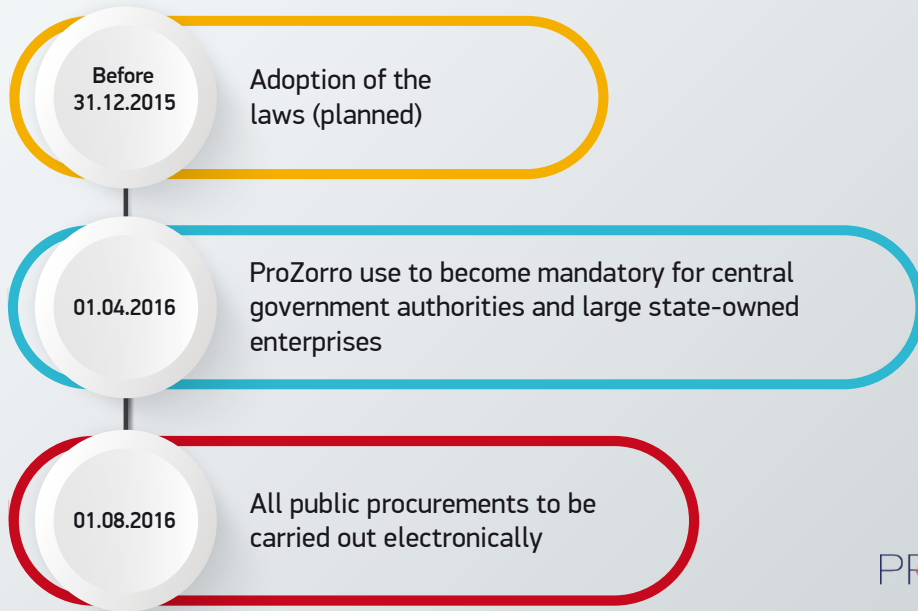 Before
31.12.2015
Adoption of the
laws (planned)
01.04.2016
ProZorro use to become mandatory for central
government authorities and large state-owned
enterprises
01.08.2016
All public procurements to be
carried out electronically